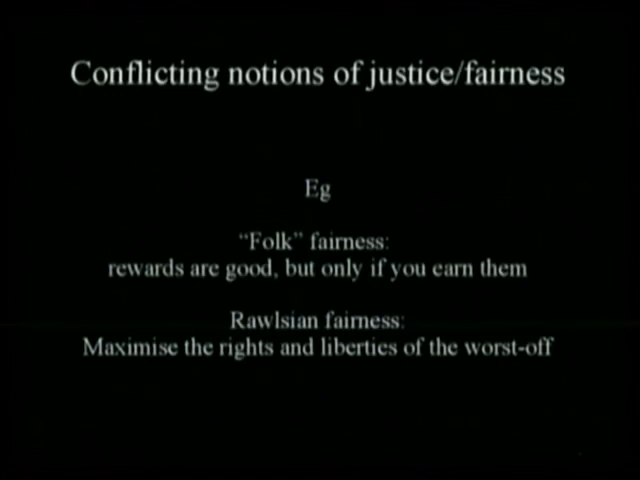 Conflicting notions of justice/fairness
Eg
“Folk” fairness:
rewards are good, but only if you earn them
Rawlsian fairness:
Maximise the rights and liberties of the worst-off